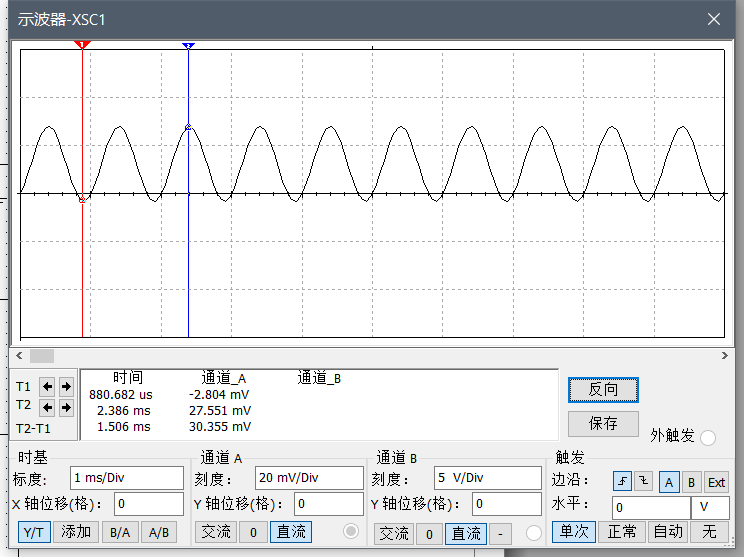 示波器-XSC1
1
2
时间 通道_A 通道_B
T1 880.682 us -2.804 mV
T2 2.386 ms 27.551 mV
T2-T1 1.506 ms 30.355 mV
反向
保存
外触发
时基
标度: 1 ms/Div
X 轴位移(格): 0
Y/T 添加 B/A A/B
通道 A
刻度: 20 mV/Div
Y 轴位移(格): 0
交流 0 直流
通道 B
刻度: 5 V/Div
Y 轴位移(格): 0
交流 0 直流 -
触发
边沿: A B Ext
水平: 0 V
单次 正常 自动 无